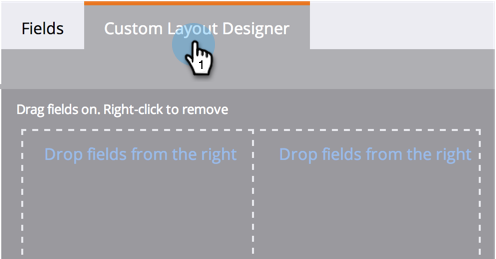 Fields
Custom Layout Designer
1
Drag fields on. Right-click to remove
Drop fields from the right
Drop fields from the right